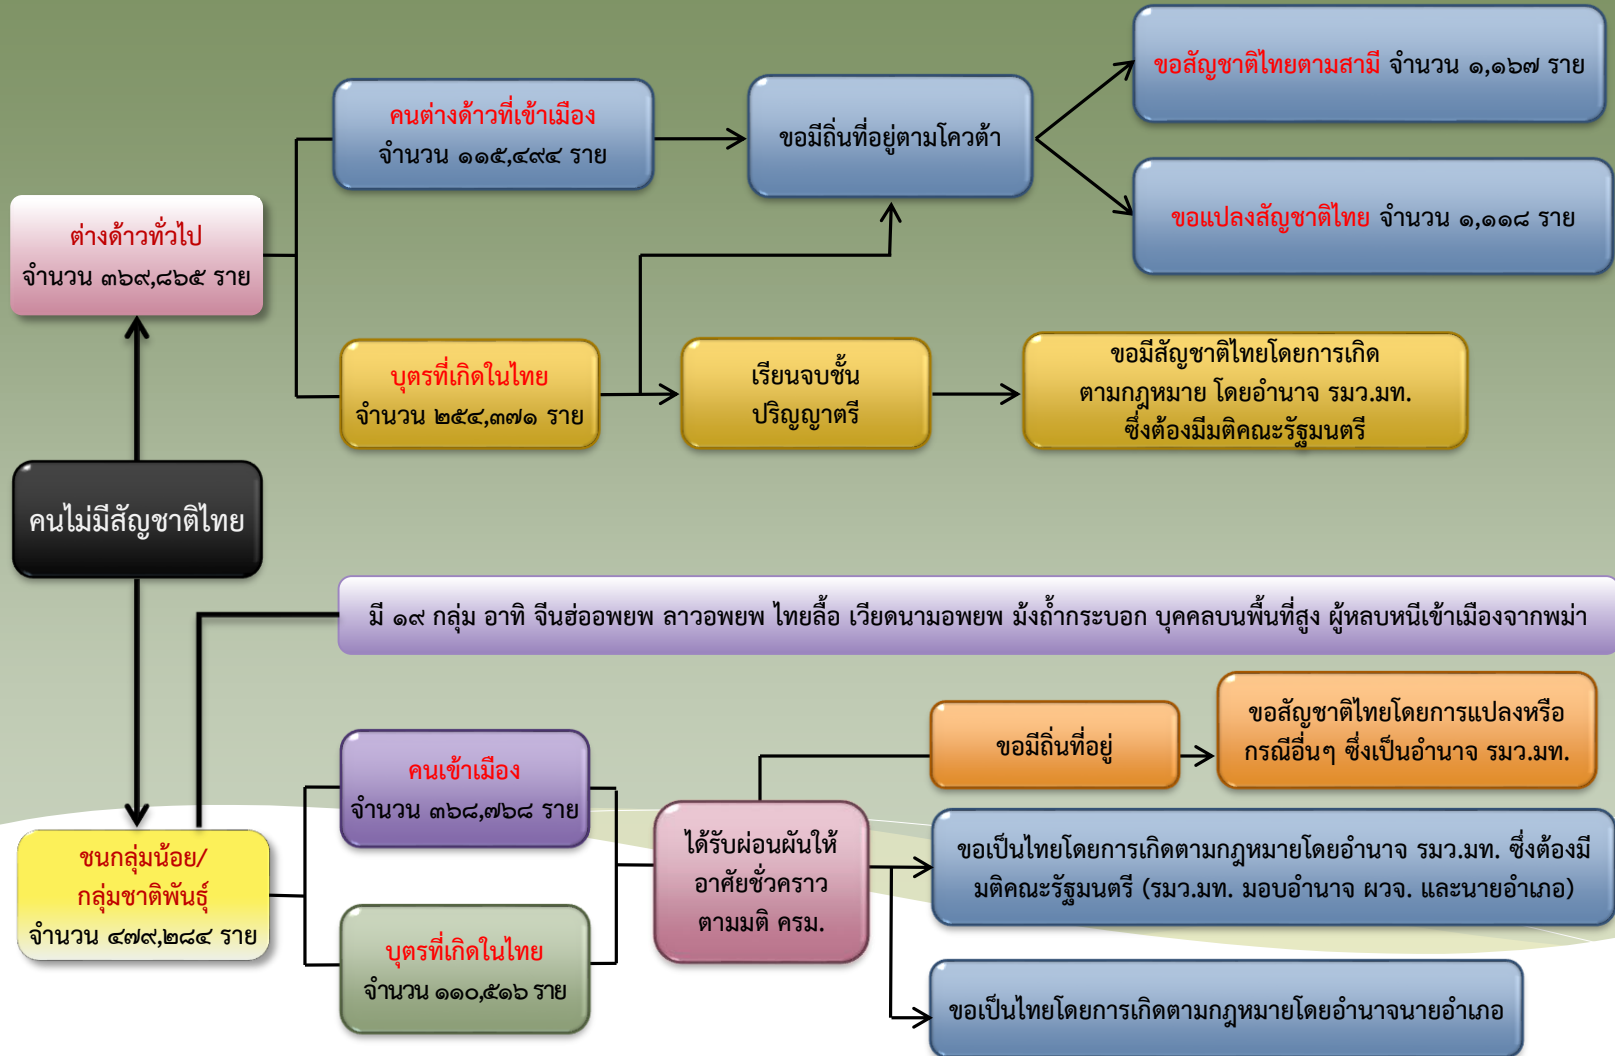 ขอสัญชาติไทยตามสามี จำนวน ๑,๑๖๗ ราย
คนต่างด้าวที่เข้าเมือง
จำนวน ๑๑๕,๔๙๔ ราย
ขอมีถิ่นที่อยู่ตามโควต้า
ขอแปลงสัญชาติไทย จำนวน ๑,๑๑๘ ราย
ต่างด้าวทั่วไป
จำนวน ๓๖๙,๘๖๕ ราย
บุตรที่เกิดในไทย
จำนวน ๒๕๔,๓๗๑ ราย
เรียนจบชั้น
ปริญญาตรี
ขอมีสัญชาติไทยโดยการเกิด
ตามกฎหมาย โดยอำนาจ รมว.มท.
ซึ่งต้องมีมติคณะรัฐมนตรี
คนไม่มีสัญชาติไทย
มี ๑๙ กลุ่ม อาทิ จีนฮ่ออพยพ ลาวอพยพ ไทยลื้อ เวียดนามอพยพ ม้งถ้ำกระบอก บุคคลบนพื้นที่สูง ผู้หลบหนีเข้าเมืองจากพม่า
ขอมีถิ่นที่อยู่
ขอสัญชาติไทยโดยการแปลงหรือ
กรณีอื่นๆ ซึ่งเป็นอำนาจ รมว.มท.
คนเข้าเมือง
จำนวน ๓๖๘,๗๖๘ ราย
ชนกลุ่มน้อย/
กลุ่มชาติพันธุ์
จำนวน ๔๗๙,๒๘๔ ราย
ได้รับผ่อนผันให้
อาศัยชั่วคราว
ตามมติ ครม.
ขอเป็นไทยโดยการเกิดตามกฎหมายโดยอำนาจ รมว.มท. ซึ่งต้องมี
มติคณะรัฐมนตรี (รมว.มท. มอบอำนาจ ผวจ. และนายอำเภอ)
บุตรที่เกิดในไทย
จำนวน ๑๑๐,๕๑๖ ราย
ขอเป็นไทยโดยการเกิดตามกฎหมายโดยอำนาจนายอำเภอ